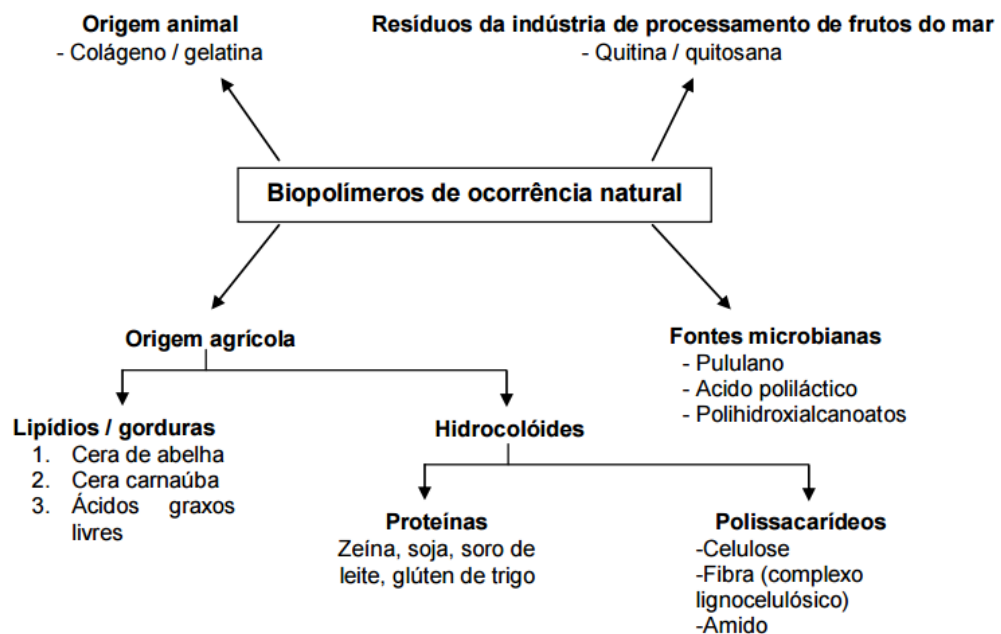 Origem animal
- Colágeno / gelatina
Resíduos da indústria de processamento de frutos do mar
- Quitina / quitosana
Biopolímeros de ocorrência natural
Origem agrícola
Fontes microbianas
- Pululano
- Acido poliláctico
- Polihidroxialcanoatos
Lipídios / gorduras
1. Cera de abelha
2. Cera carnaúba
3. Ácidos graxos
livres
Hidrocolóides
Proteínas
Zeína, soja, soro de
leite, glúten de trigo
Polissacarídeos
-Celulose
-Fibra (complexo
lignocelulósico)
-Amido